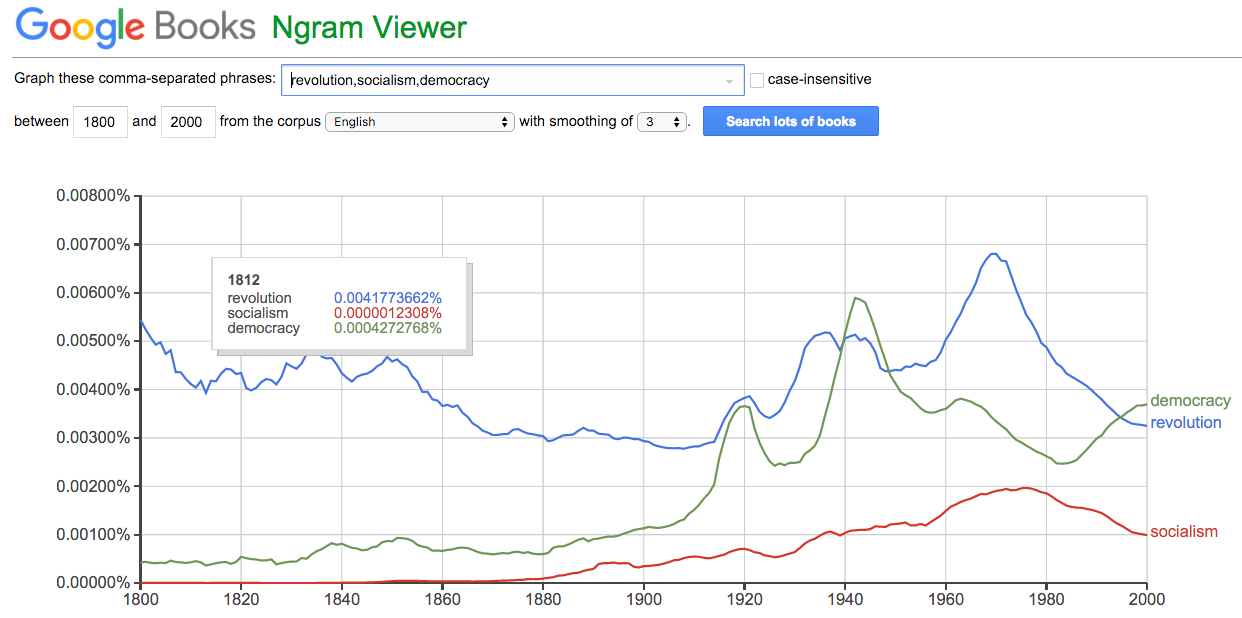 Google Books Ngram Viewer
Graph these comma-separated phrases: revolution,socialism,democracy case-insensitive
between 1800 and 2000 from the corpus English with smoothing of 3 . Search lots of books
0.00800%
0.00700%
0.00600%
0.00500%
0.00400%
0.00300%
0.00200%
0.00100%
0.00000%
1812
revolution 0.0041773662%
socialism 0.0000012308%
democracy 0.0004272768%
democracy
revolution
socialism
1800 1820 1840 1860 1880 1900 1920 1940 1960 1980 2000